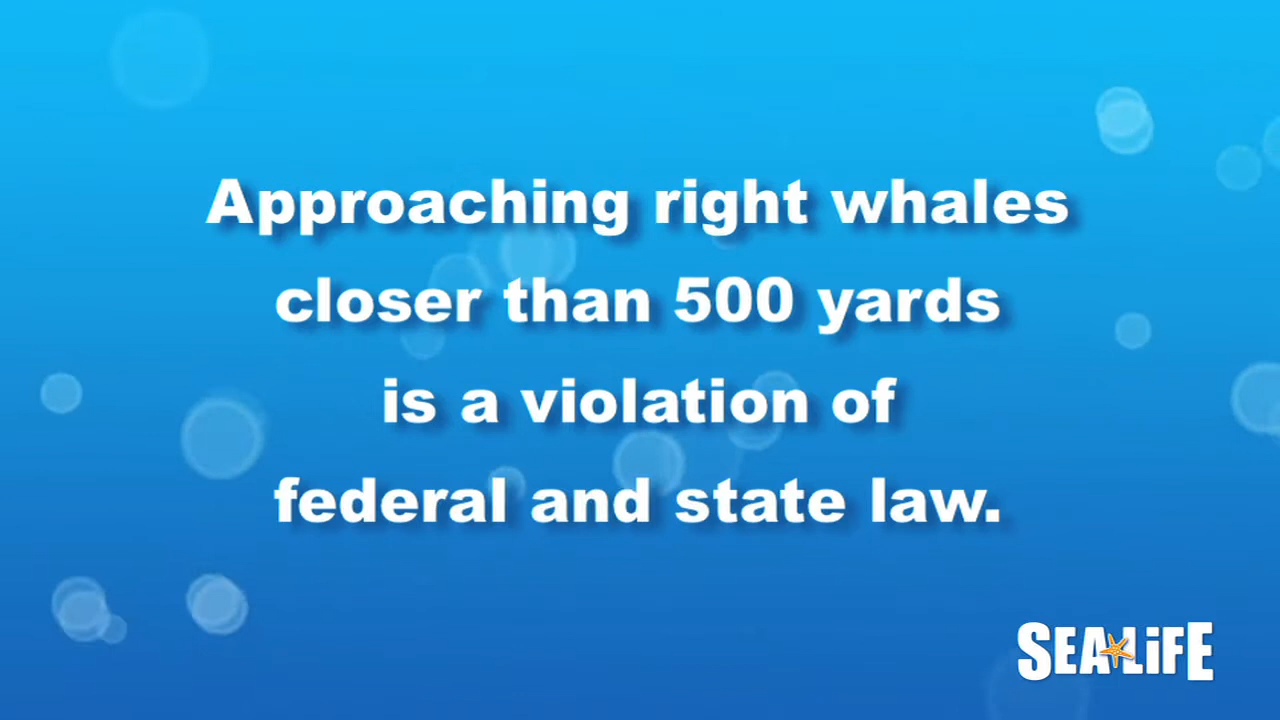 Approaching right whales
closer than 500 yards
is a violation of
federal and state law.
SEA LiFE